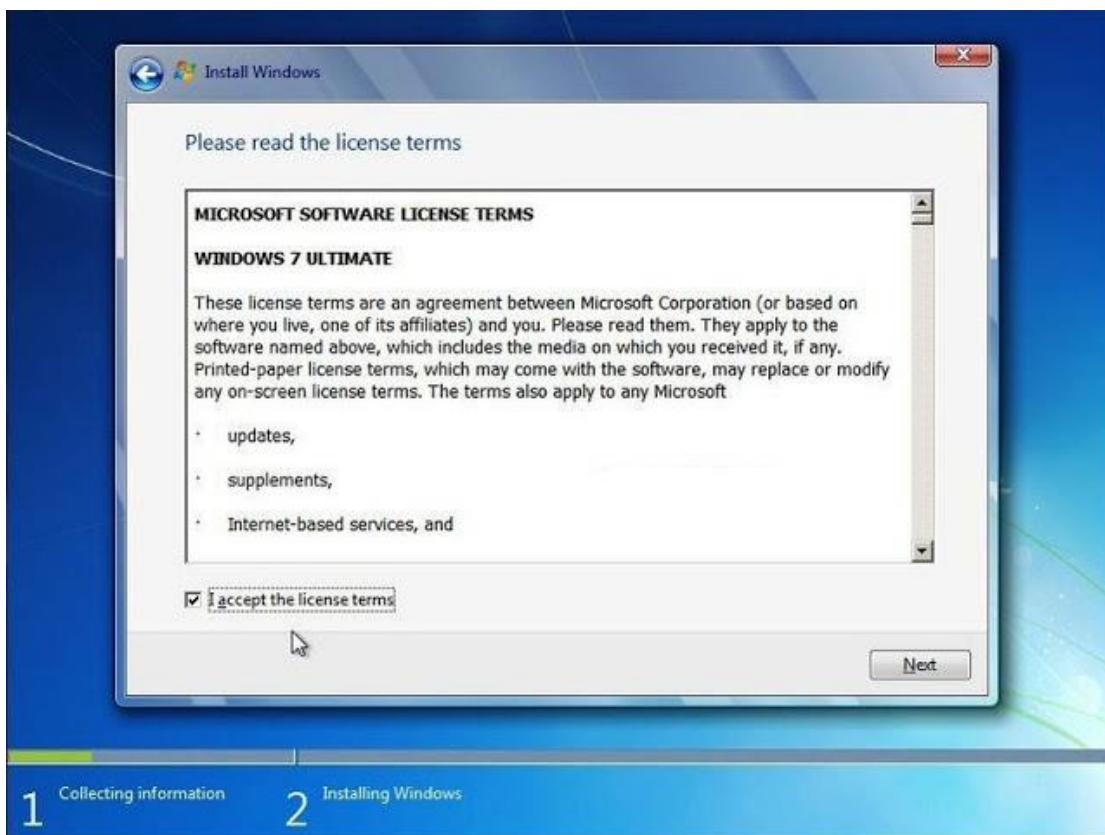 Install Windows
Please read the license terms
MICROSOFT SOFTWARE LICENSE TERMS
WINDOWS 7 ULTIMATE
These license terms are an agreement between Microsoft Corporation (or based on
where you live, one of its affiliates) and you. Please read them. They apply to the
software named above, which includes the media on which you received it, if any.
Printed-paper license terms, which may come with the software, may replace or modify
any on-screen license terms. The terms also apply to any Microsoft
· updates,
· supplements,
· Internet-based services, and
I accept the license terms
Next
1 Collecting information 2 Installing Windows